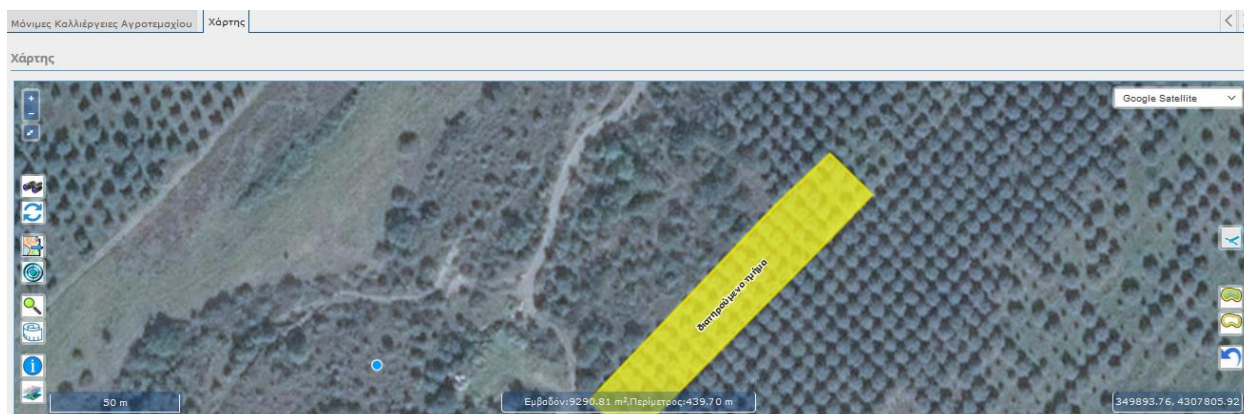 Μόνιμες Καλλιέργειες Αγροτεμαχίου Χάρτης
Χάρτης
Google Satellite
διατηρούμενο τμήμα
50 m
Εμβαδόν:9290.81 m²,Περίμετρος:439.70 m
349893.76, 4307805.92